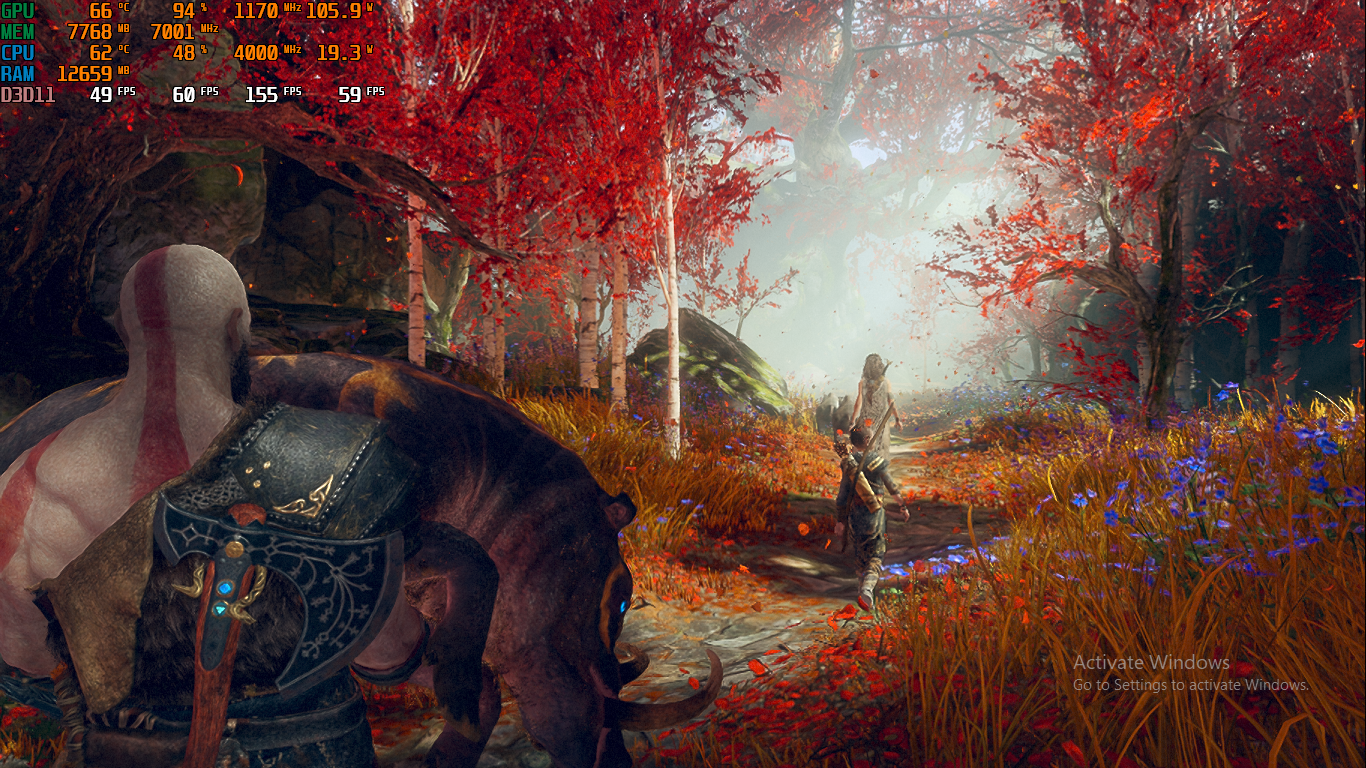 GPU 66 °C 94 % 1170 MHz 105.9 W
MEM 7768 MB 7001 MHz
CPU 62 °C 48 % 4000 MHz 19.3 W
RAM 12659 MB
D3D11 49 FPS 60 FPS 155 FPS 59 FPS
Activate Windows
Go to Settings to activate Windows.